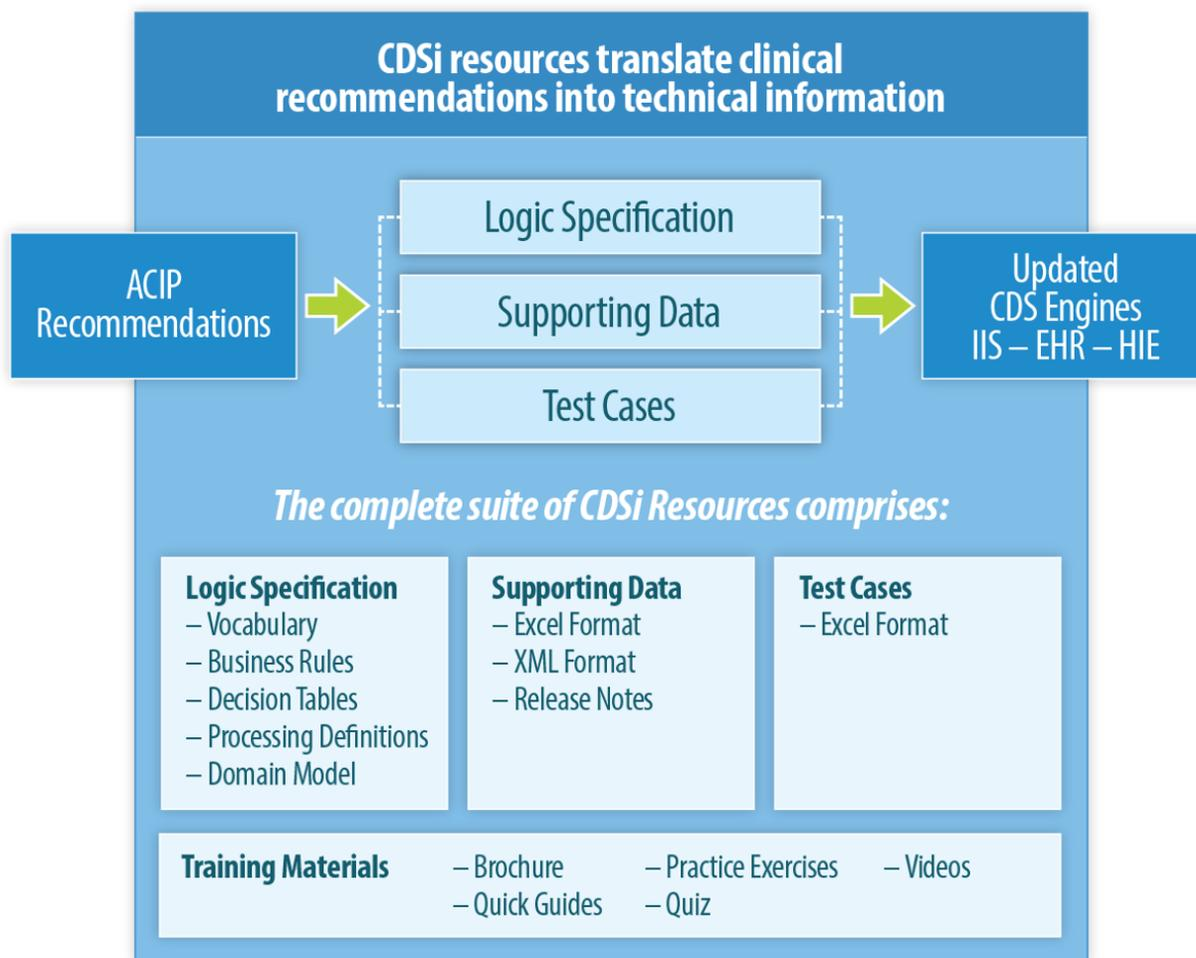 CDSi resources translate clinical
recommendations into technical information
ACIP
Recommendations
Logic Specification
Supporting Data
Test Cases
Updated
CDS Engines
IIS – EHR – HIE
The complete suite of CDSi Resources comprises:
Logic Specification
– Vocabulary
– Business Rules
– Decision Tables
– Processing Definitions
– Domain Model
Supporting Data
– Excel Format
– XML Format
– Release Notes
Test Cases
– Excel Format
Training Materials
– Brochure
– Quick Guides
– Practice Exercises
– Quiz
– Videos